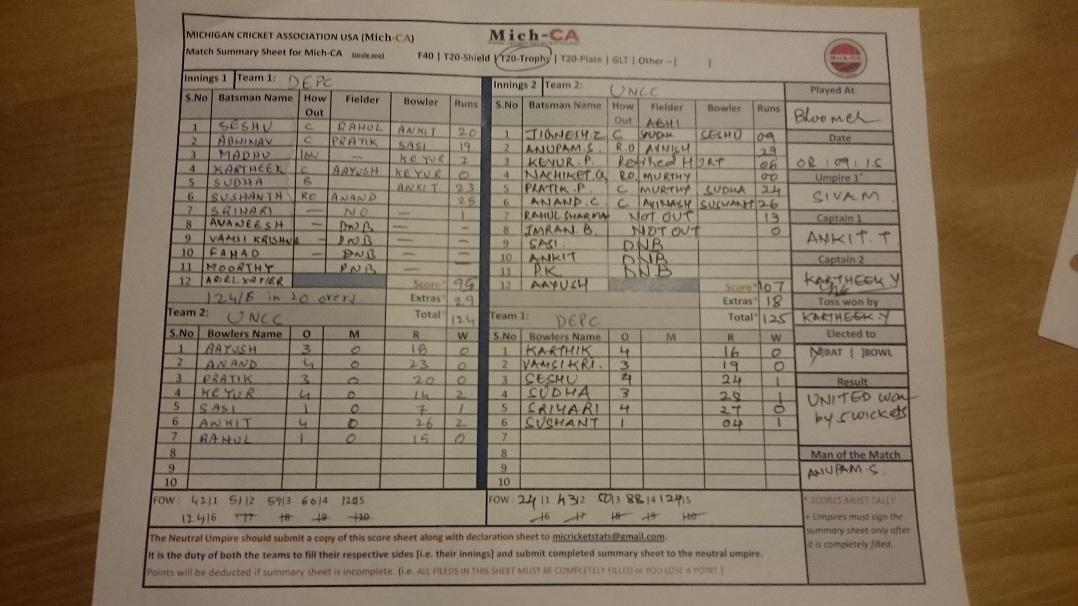 MICHIGAN CRICKET ASSOCIATION USA (Mich-CA) Mich-CA
Match Summary Sheet for Mich-CA (circle one) F40 | T20-Shield | T20-Trophy | T20-Plate | GLT | Other –[ ]
Innings 1 Team 1: DEPC
S.No Batsman Name How Out Fielder Bowler Runs
1 SESHU C RAHUL ANKIT 20
2 ABHINAV C PRATIK SASI 19
3 MADHU lbw — KEYUR 7
4 KARTHEEK C AAYUSH KEYUR 0
5 SUDHA B ANKIT 23
6 SUSHANTH RO ANAND 25
7 SRIHARI — NO — 1
8 AVANEESH — DNB —
9 VAMSI KRISHNA — DNB —
10 FAHAD — DNB —
11 MOORTHY DNB —
12 ARIEL XAVIER Score* 95
124/6 in 20 overs. Extras* 29
Total* 124
Team 2: UNCC
S.No Bowlers Name O M R W
1 AAYUSH 3 0 18 0
2 ANAND 4 0 23 0
3 PRATIK 3 0 20 0
4 KEYUR 4 0 14 2
5 SASI 1 0 7 1
6 ANKIT 4 0 26 2
7 RAHUL 1 0 15 0
8
9
10
FOW: 42/1 51/2 59/3 60/4 120/5
124/6 /7 /8 /9 /10
Innings 2 Team 2: UNCC
S.No Batsman Name How Out Fielder Bowler Runs
ABHI
1 JIGNESH.Z C SUDH SESHU 09
2 ANUPAM.S. R.O AVNISH 29
3 KEYUR.P. Retired HURT 06
4 NACHIKET.G RO. MURTHY 00
5 PRATIK.P. C MURTHY SUDHA 24
6 ANAND.C. C AVINASH SUSHANT 26
7 RAHUL SHARMA NOT OUT 13
8 IMRAN.B. NOT OUT 0
9 SASI. DNB
10 ANKIT DNB
11 PK DNB
12 AAYUSH Score* 107
Extras* 18
Total* 125
Team 1: DEPC
S.No Bowlers Name O M R W
1 KARTHIK 4 16 0
2 VAMSI KRI. 3 19 0
3 SESHU 4 24 1
4 SUDHA 3 28 1
5 SRIHARI 4 27 0
6 SUSHANT 1 04 1
7
8
9
10
FOW: 24/1 43/2 50/3 88/4 124/5
/6 /7 /8 /9 /10
Mich-CA
Played At
Bloomer
Date
08/09/15
Umpire 1*
SIVAM
Captain 1
ANKIT. T.
Captain 2
KARTHEEK Y
Toss won by
KARTHEEK.Y
Elected to
BAT [ ]BOWL
Result
UNITED won
by 5 wickets
Man of the Match
ANUPAM.S.
* SCORES MUST TALLY
* Umpires must sign the
summary sheet only after
it is completely filled.
The Neutral Umpire should submit a copy of this score sheet along with declaration sheet to micricketstats@gmail.com.
It is the duty of both the teams to fill their respective sides [i.e. their innings] and submit completed summary sheet to the neutral umpire.
Points will be deducted if summary sheet is incomplete. (i.e. ALL FILEDS IN THIS SHEET MUST BE COMPLETELY FILLED or YOU LOSE A POINT )